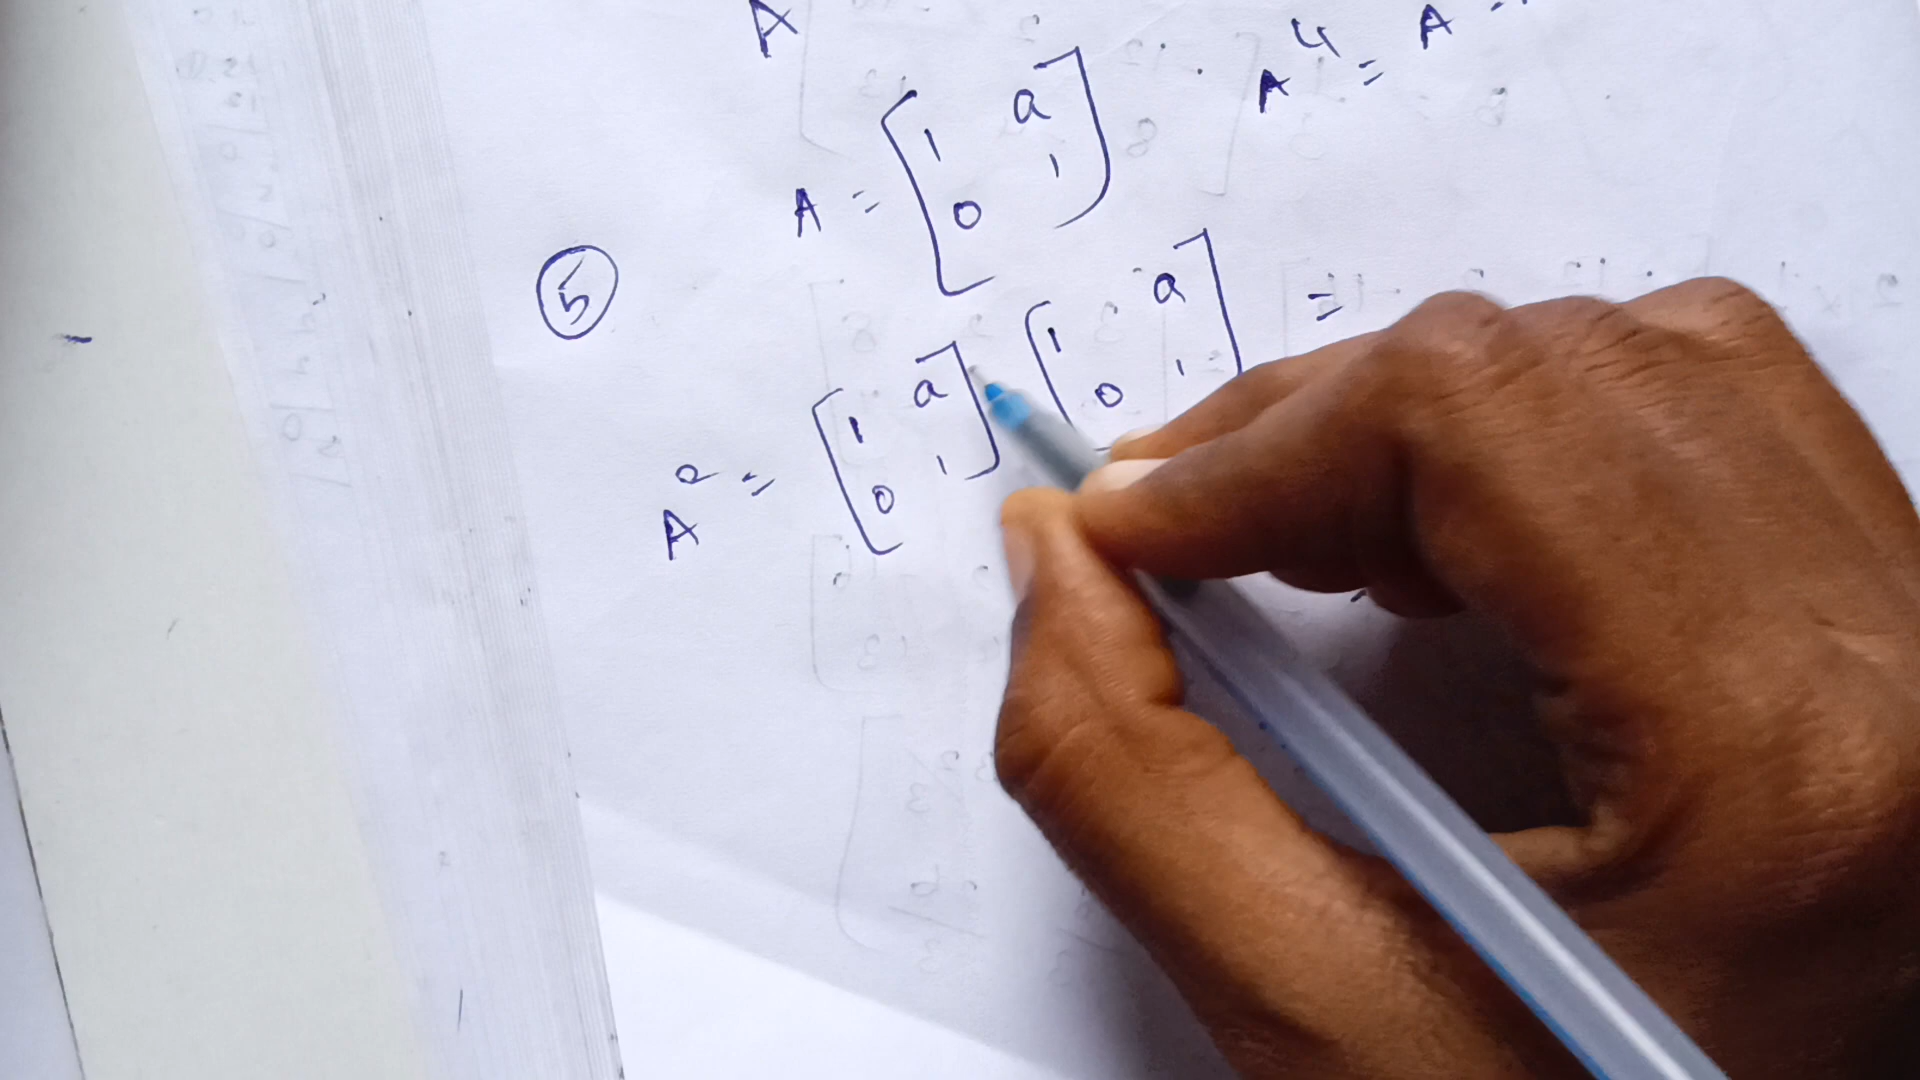 A
A⁴ = A
A = [1 a
0 1]
⑤
A² = [1 a [1 a =
0 1] 0 1]